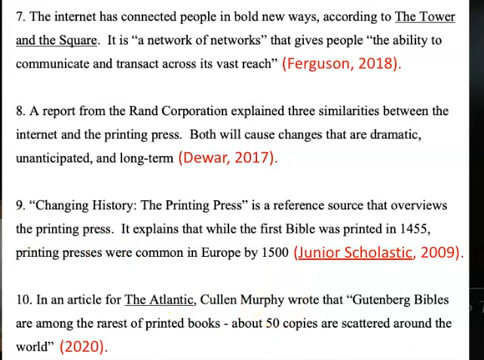 7. The internet has connected people in bold new ways, according to The Tower
and the Square. It is “a network of networks” that gives people “the ability to
communicate and transact across its vast reach” (Ferguson, 2018).
8. A report from the Rand Corporation explained three similarities between the
internet and the printing press. Both will cause changes that are dramatic,
unanticipated, and long-term (Dewar, 2017).
9. “Changing History: The Printing Press” is a reference source that overviews
the printing press. It explains that while the first Bible was printed in 1455,
printing presses were common in Europe by 1500 (Junior Scholastic, 2009).
10. In an article for The Atlantic, Cullen Murphy wrote that “Gutenberg Bibles
are among the rarest of printed books - about 50 copies are scattered around the
world” (2020).